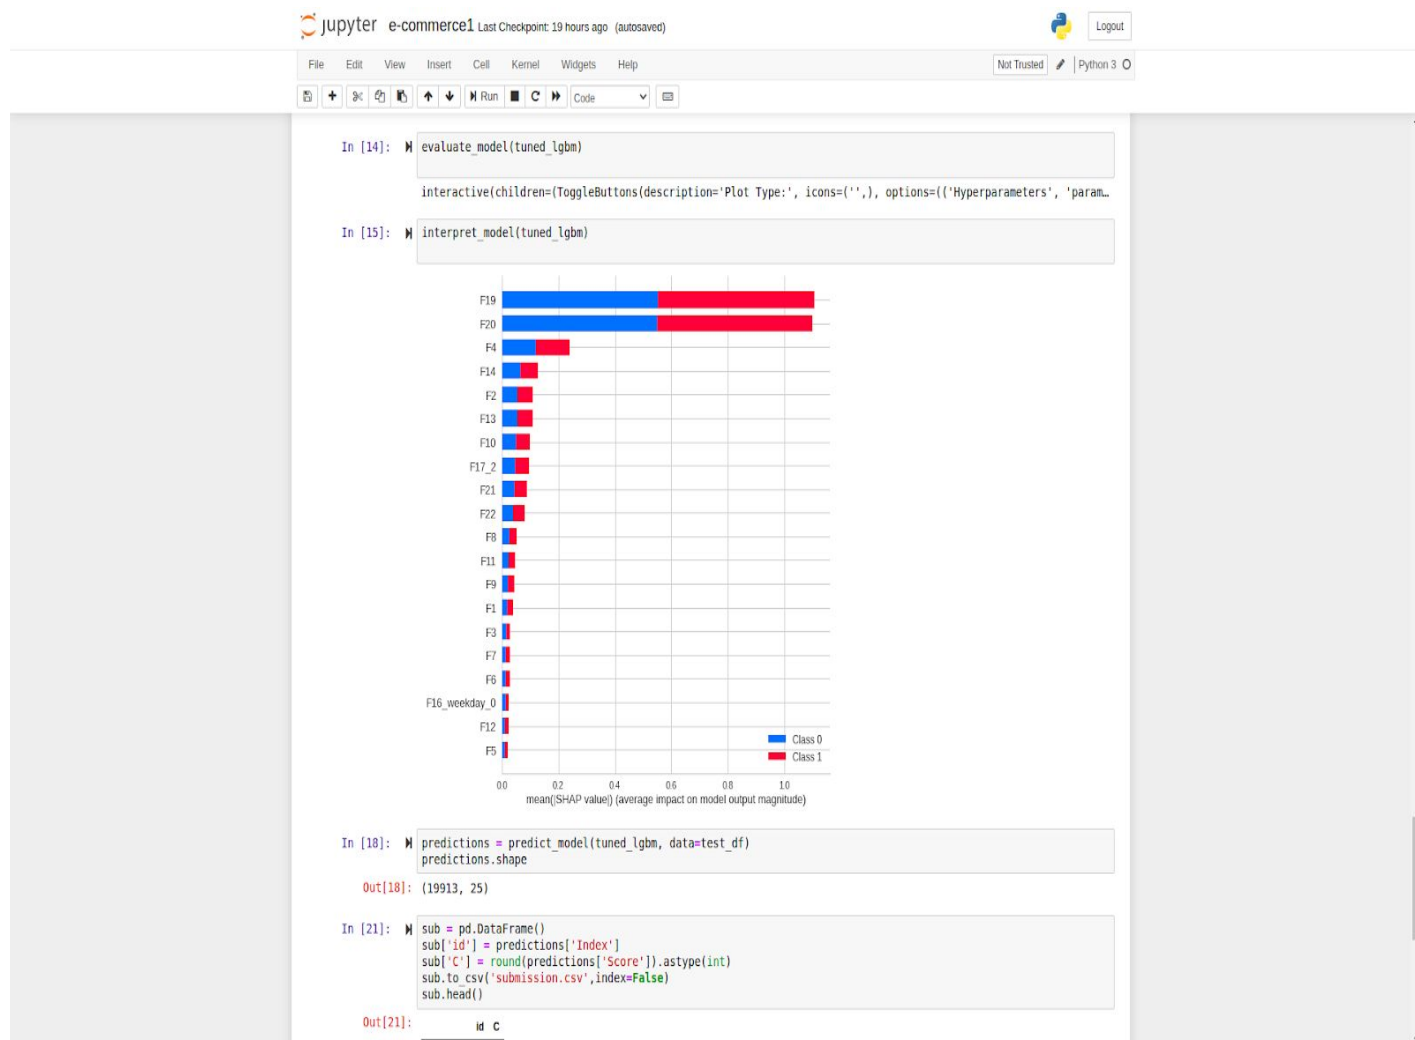 jupyter e-commerce1 Last Checkpoint: 19 hours ago (autosaved)
Logout
File Edit View Insert Cell Kernel Widgets Help
Not Trusted Python 3
Run Code
In [14]: evaluate_model(tuned_lgbm)
interactive(children=(ToggleButtons(description='Plot Type:', icons=('',), options=(('Hyperparameters', 'param…
In [15]: interpret_model(tuned_lgbm)
F19
F20
F4
F14
F2
F13
F10
F17_2
F21
F22
F8
F11
F9
F1
F3
F7
F6
F16_weekday_0
F12
F5
Class 0
Class 1
0.0 0.2 0.4 0.6 0.8 1.0
mean(|SHAP value|) (average impact on model output magnitude)
In [18]: predictions = predict_model(tuned_lgbm, data=test_df)
predictions.shape
Out[18]: (19913, 25)
In [21]: sub = pd.DataFrame()
sub['id'] = predictions['Index']
sub['C'] = round(predictions['Score']).astype(int)
sub.to_csv('submission.csv',index=False)
sub.head()
Out[21]:
id C